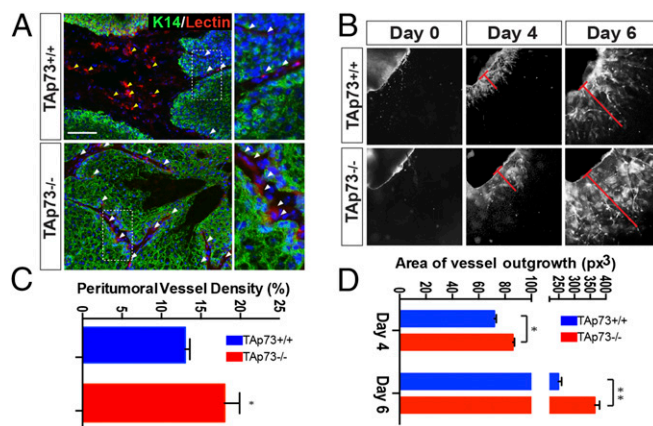 A
K14/Lectin
TAp73+/+
TAp73-/-
B
Day 0
Day 4
Day 6
TAp73+/+
TAp73-/-
C
Peritumoral Vessel Density (%)
0
5
10
15
20
25
TAp73+/+
TAp73-/-
*
D
Area of vessel outgrowth (px³)
0
20
40
60
80
100
250
300
350
400
Day 4
Day 6
TAp73+/+
TAp73-/-
*
**